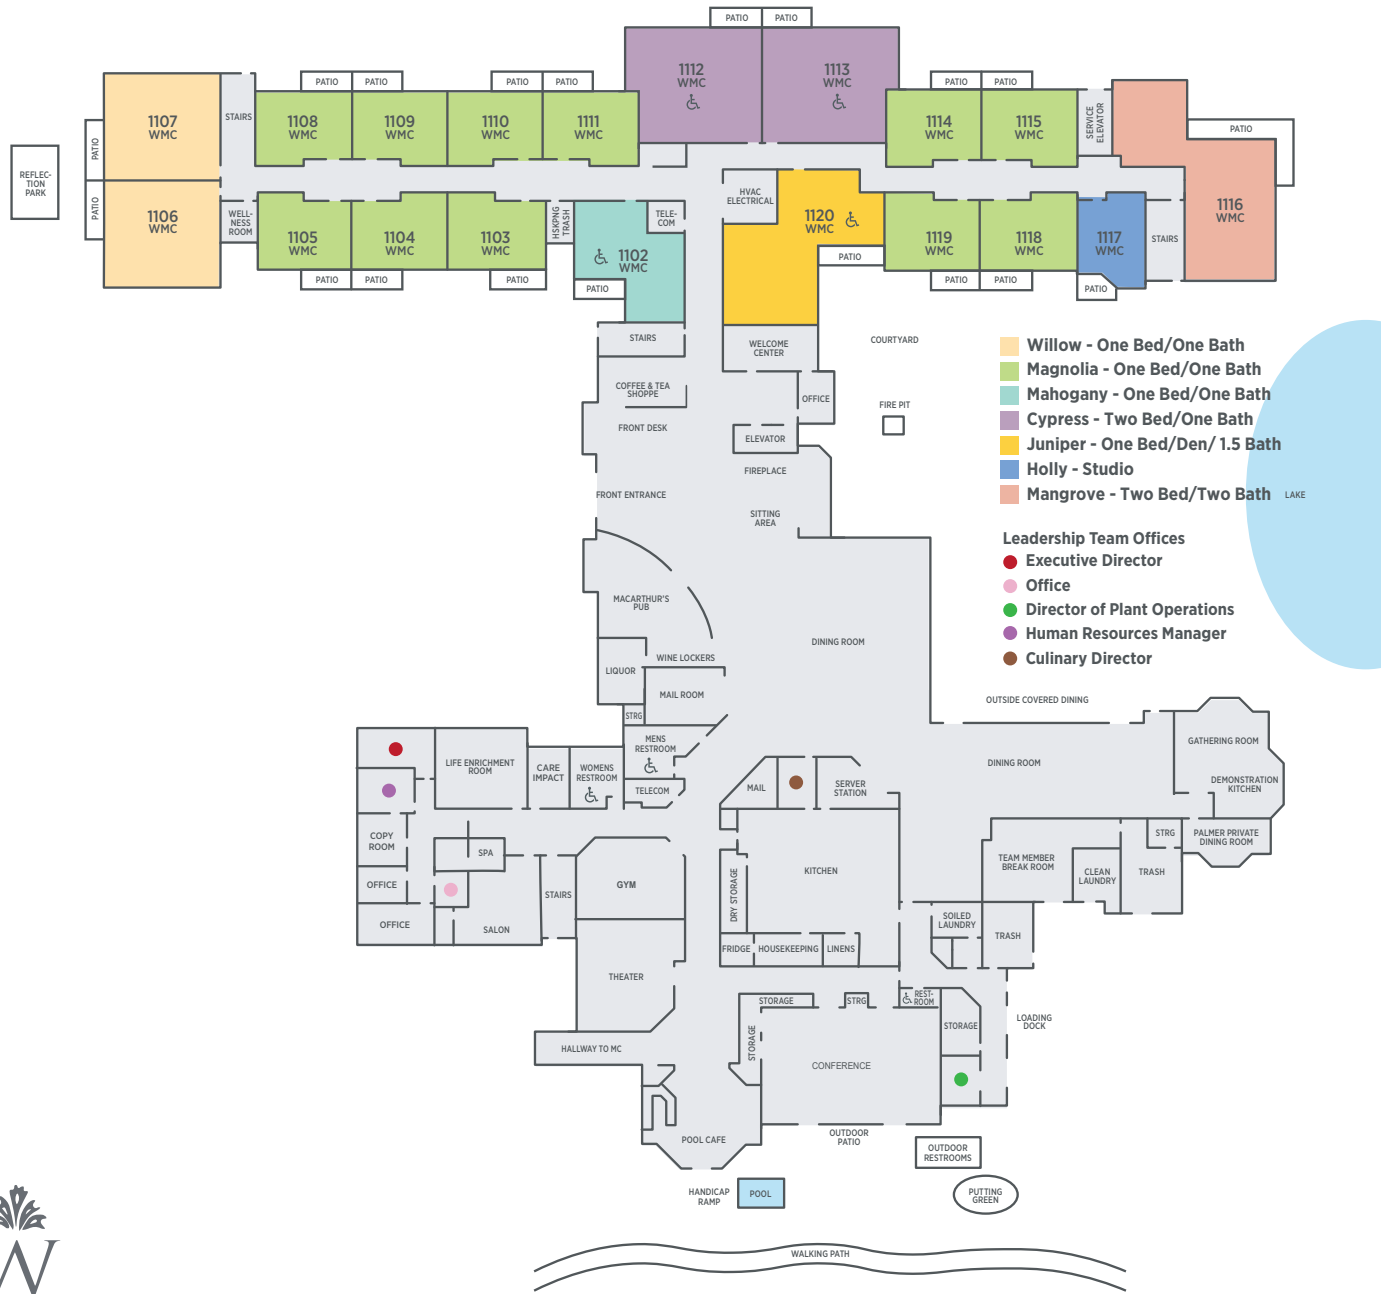 PATIO
PATIO
1112
WMC
1113
WMC
PATIO
PATIO
PATIO
PATIO
PATIO
PATIO
1107
WMC
STAIRS
1108
WMC
1109
WMC
1110
WMC
1111
WMC
1114
WMC
1115
WMC
SERVICE
ELEVATOR
PATIO
PATIO
REFLEC-
TION
PARK
PATIO
1106
WMC
WELL-
NESS
ROOM
1105
WMC
1104
WMC
1103
WMC
HSKPNG
TRASH
TELE-
COM
1102
WMC
HVAC
ELECTRICAL
1120
WMC
1119
WMC
1118
WMC
1117
WMC
STAIRS
1116
WMC
PATIO
PATIO
PATIO
PATIO
PATIO
PATIO
PATIO
PATIO
STAIRS
WELCOME
CENTER
COURTYARD
COFFEE & TEA
SHOPPE
OFFICE
FIRE PIT
FRONT DESK
ELEVATOR
FIREPLACE
FRONT ENTRANCE
SITTING
AREA
Willow - One Bed/One Bath
Magnolia - One Bed/One Bath
Mahogany - One Bed/One Bath
Cypress - Two Bed/One Bath
Juniper - One Bed/Den/ 1.5 Bath
Holly - Studio
Mangrove - Two Bed/Two Bath
LAKE
Leadership Team Offices
Executive Director
Office
Director of Plant Operations
Human Resources Manager
Culinary Director
MACARTHUR'S
PUB
DINING ROOM
WINE LOCKERS
LIQUOR
MAIL ROOM
STRG
OUTSIDE COVERED DINING
MENS
RESTROOM
LIFE ENRICHMENT
ROOM
CARE
IMPACT
WOMENS
RESTROOM
TELECOM
MAIL
SERVER
STATION
DINING ROOM
GATHERING ROOM
DEMONSTRATION
KITCHEN
COPY
ROOM
SPA
OFFICE
OFFICE
SALON
STAIRS
GYM
DRY STORAGE
KITCHEN
TEAM MEMBER
BREAK ROOM
CLEAN
LAUNDRY
STRG
TRASH
PALMER PRIVATE
DINING ROOM
SOILED
LAUNDRY
TRASH
FRIDGE
HOUSEKEEPING
LINENS
THEATER
STORAGE
STRG
REST-
ROOM
STORAGE
STORAGE
LOADING
DOCK
HALLWAY TO MC
CONFERENCE
POOL CAFE
OUTDOOR
PATIO
OUTDOOR
RESTROOMS
HANDICAP
RAMP
POOL
PUTTING
GREEN
WALKING PATH
W